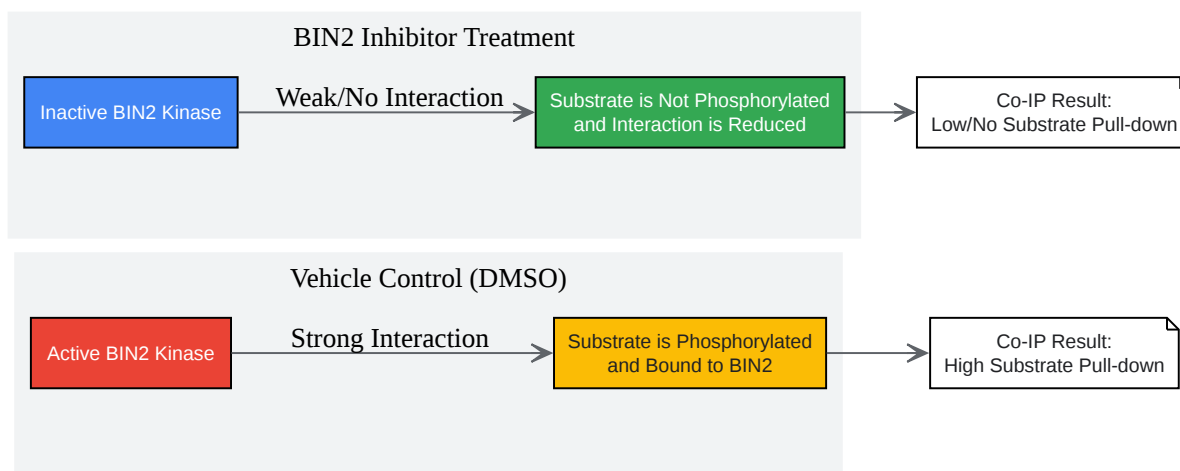 BIN2 Inhibitor Treatment
Inactive BIN2 Kinase
Weak/No Interaction
Substrate is Not Phosphorylated
and Interaction is Reduced
Co-IP Result:
Low/No Substrate Pull-down
Vehicle Control (DMSO)
Active BIN2 Kinase
Strong Interaction
Substrate is Phosphorylated
and Bound to BIN2
Co-IP Result:
High Substrate Pull-down